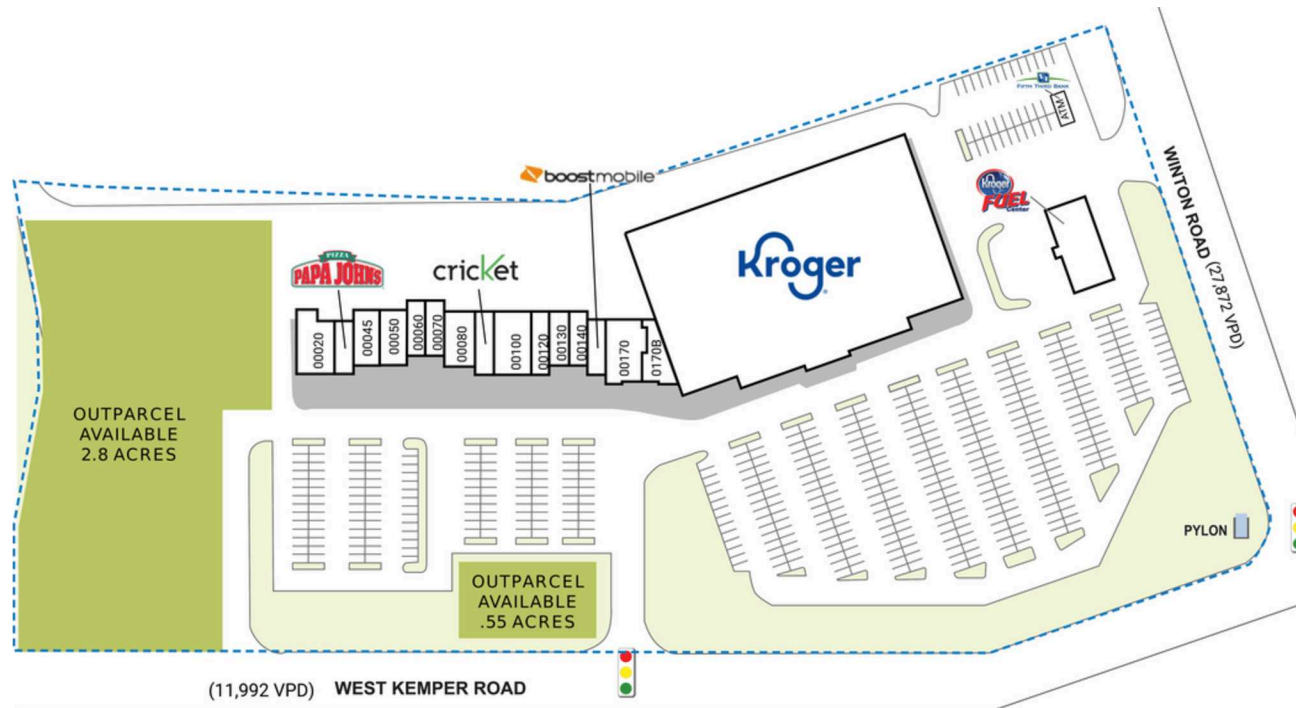 FIFTH THIRD BANK
ATM
WINTON ROAD (27,872 VPD)
boostmobile
Kroger
FUEL
Center
Kroger
PIZZA
PAPA JOHNS
cricket
00020
00045
00050
00060
00070
00080
00100
00120
00130
00140
00170
0170B
OUTPARCEL
AVAILABLE
2.8 ACRES
OUTPARCEL
AVAILABLE
.55 ACRES
PYLON
(11,992 VPD) WEST KEMPER ROAD